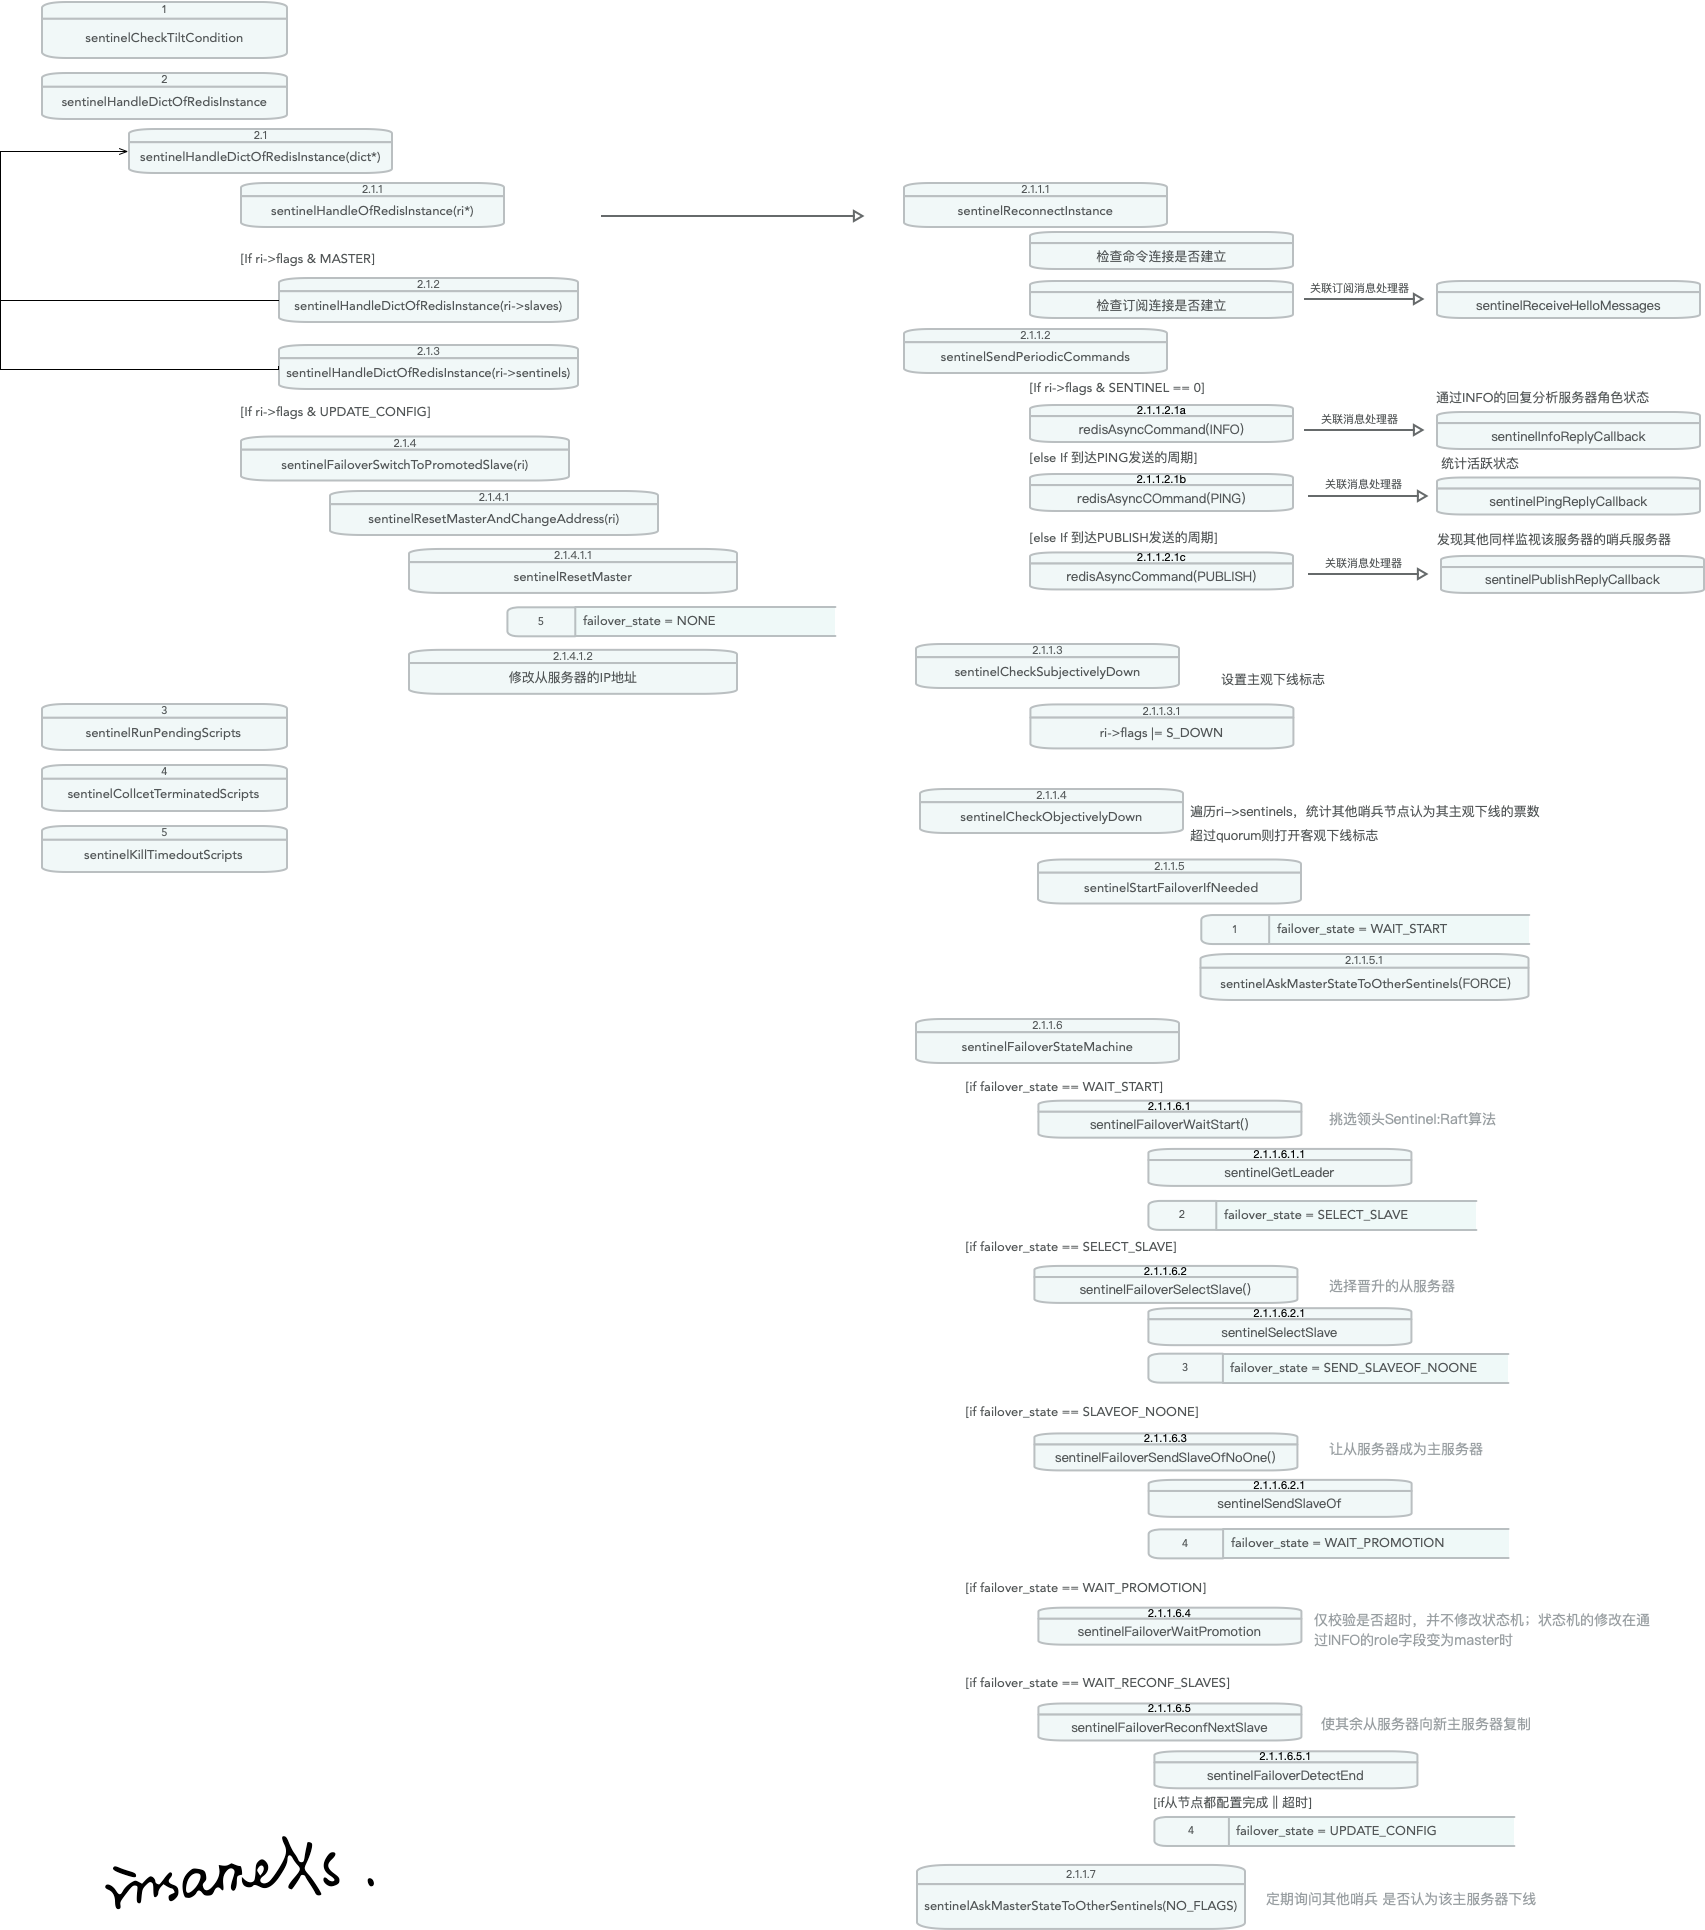 1
sentinelCheckTiltCondition
2
sentinelHandleDictOfRedisInstance
2.1
sentinelHandleDictOfRedisInstance(dict*)
2.1.1
sentinelHandleOfRedisInstance(ri*)
[If ri->flags & MASTER]
2.1.2
sentinelHandleDictOfRedisInstance(ri->slaves)
2.1.3
sentinelHandleDictOfRedisInstance(ri->sentinels)
[If ri->flags & UPDATE_CONFIG]
2.1.4
sentinelFailoverSwitchToPromotedSlave(ri)
2.1.4.1
sentinelResetMasterAndChangeAddress(ri)
2.1.4.1.1
sentinelResetMaster
5 failover_state = NONE
2.1.4.1.2
修改从服务器的IP地址
3
sentinelRunPendingScripts
4
sentinelCollcetTerminatedScripts
5
sentinelKillTimedoutScripts
2.1.1.1
sentinelReconnectInstance
检查命令连接是否建立
检查订阅连接是否建立
关联订阅消息处理器
sentinelReceiveHelloMessages
2.1.1.2
sentinelSendPeriodicCommands
[If ri->flags & SENTINEL == 0]
2.1.1.2.1a
redisAsyncCommand(INFO)
关联消息处理器
通过INFO的回复分析服务器角色状态
sentinelInfoReplyCallback
[else If 到达PING发送的周期]
2.1.1.2.1b
redisAsyncCOmmand(PING)
关联消息处理器
统计活跃状态
sentinelPingReplyCallback
[else If 到达PUBLISH发送的周期]
2.1.1.2.1c
redisAsyncCommand(PUBLISH)
关联消息处理器
发现其他同样监视该服务器的哨兵服务器
sentinelPublishReplyCallback
2.1.1.3
sentinelCheckSubjectivelyDown
设置主观下线标志
2.1.1.3.1
ri->flags |= S_DOWN
2.1.1.4
sentinelCheckObjectivelyDown
遍历ri->sentinels，统计其他哨兵节点认为其主观下线的票数
超过quorum则打开客观下线标志
2.1.1.5
sentinelStartFailoverIfNeeded
1 failover_state = WAIT_START
2.1.1.5.1
sentinelAskMasterStateToOtherSentinels(FORCE)
2.1.1.6
sentinelFailoverStateMachine
[if failover_state == WAIT_START]
2.1.1.6.1
sentinelFailoverWaitStart()
挑选领头Sentinel:Raft算法
2.1.1.6.1.1
sentinelGetLeader
2 failover_state = SELECT_SLAVE
[if failover_state == SELECT_SLAVE]
2.1.1.6.2
sentinelFailoverSelectSlave()
选择晋升的从服务器
2.1.1.6.2.1
sentinelSelectSlave
3 failover_state = SEND_SLAVEOF_NOONE
[if failover_state == SLAVEOF_NOONE]
2.1.1.6.3
sentinelFailoverSendSlaveOfNoOne()
让从服务器成为主服务器
2.1.1.6.2.1
sentinelSendSlaveOf
4 failover_state = WAIT_PROMOTION
[if failover_state == WAIT_PROMOTION]
2.1.1.6.4
sentinelFailoverWaitPromotion
仅校验是否超时，并不修改状态机；状态机的修改在通
过INFO的role字段变为master时
[if failover_state == WAIT_RECONF_SLAVES]
2.1.1.6.5
sentinelFailoverReconfNextSlave
使其余从服务器向新主服务器复制
2.1.1.6.5.1
sentinelFailoverDetectEnd
[if从节点都配置完成 || 超时]
4 failover_state = UPDATE_CONFIG
2.1.1.7
sentinelAskMasterStateToOtherSentinels(NO_FLAGS)
定期询问其他哨兵 是否认为该主服务器下线
insaneXs.